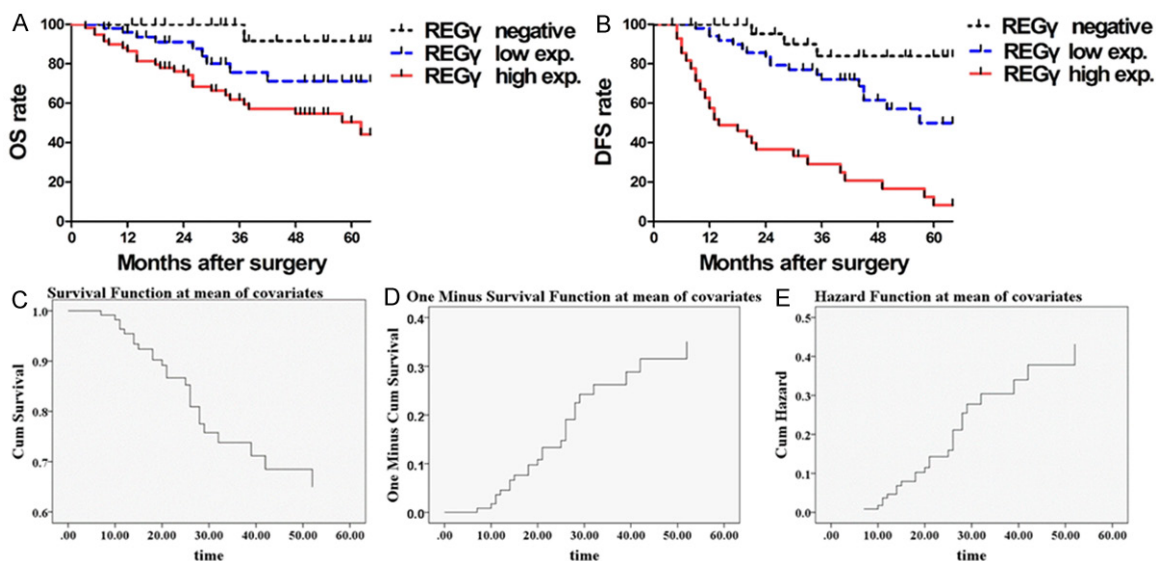 A
OS rate
100
80
60
40
20
0
0 12 24 36 48 60
Months after surgery
REGγ negative
REGγ low exp.
REGγ high exp.
B
DFS rate
100
80
60
40
20
0
0 12 24 36 48 60
Months after surgery
REGγ negative
REGγ low exp.
REGγ high exp.
C
Survival Function at mean of covariates
Cum Survival
1.0
0.9
0.8
0.7
0.6
.00 10.00 20.00 30.00 40.00 50.00 60.00
time
D
One Minus Survival Function at mean of covariates
One Minus Cum Survival
0.4
0.3
0.2
0.1
0.0
.00 10.00 20.00 30.00 40.00 50.00 60.00
time
E
Hazard Function at mean of covariates
Cum Hazard
0.5
0.4
0.3
0.2
0.1
0.0
.00 10.00 20.00 30.00 40.00 50.00 60.00
time